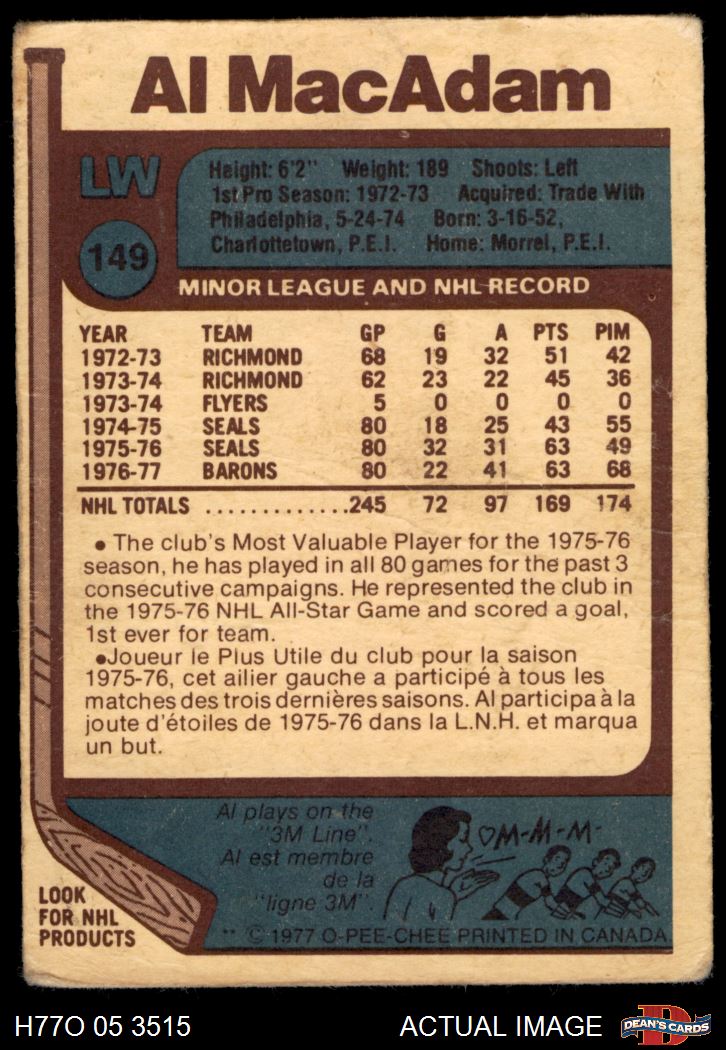 Al MacAdam
LW
149
Height: 6'2" Weight: 189 Shoots: Left
1st Pro Season: 1972-73 Acquired: Trade With
Philadelphia, 5-24-74 Born: 3-16-52,
Charlottetown, P.E.I. Home: Morrel, P.E.I.
MINOR LEAGUE AND NHL RECORD
YEAR TEAM GP G A PTS PIM
1972-73 RICHMOND 68 19 32 51 42
1973-74 RICHMOND 62 23 22 45 36
1973-74 FLYERS 5 0 0 0 0
1974-75 SEALS 80 18 25 43 55
1975-76 SEALS 80 32 31 63 49
1976-77 BARONS 80 22 41 63 68
NHL TOTALS .............245 72 97 169 174
• The club's Most Valuable Player for the 1975-76
season, he has played in all 80 games for the past 3
consecutive campaigns. He represented the club in
the 1975-76 NHL All-Star Game and scored a goal,
1st ever for team.
•Joueur le Plus Utile du club pour la saison
1975-76, cet ailier gauche a participé à tous les
matches des trois dernières saisons. Al participa à la
joute d'étoiles de 1975-76 dans la L.N.H. et marqua
un but.
Al plays on the
"3M Line".
Al est membre
de la
"ligne 3M".
♡M-M-M-
LOOK
FOR NHL
PRODUCTS
** © 1977 O-PEE-CHEE PRINTED IN CANADA
H77O 05 3515
ACTUAL IMAGE
D
DEAN'S CARDS